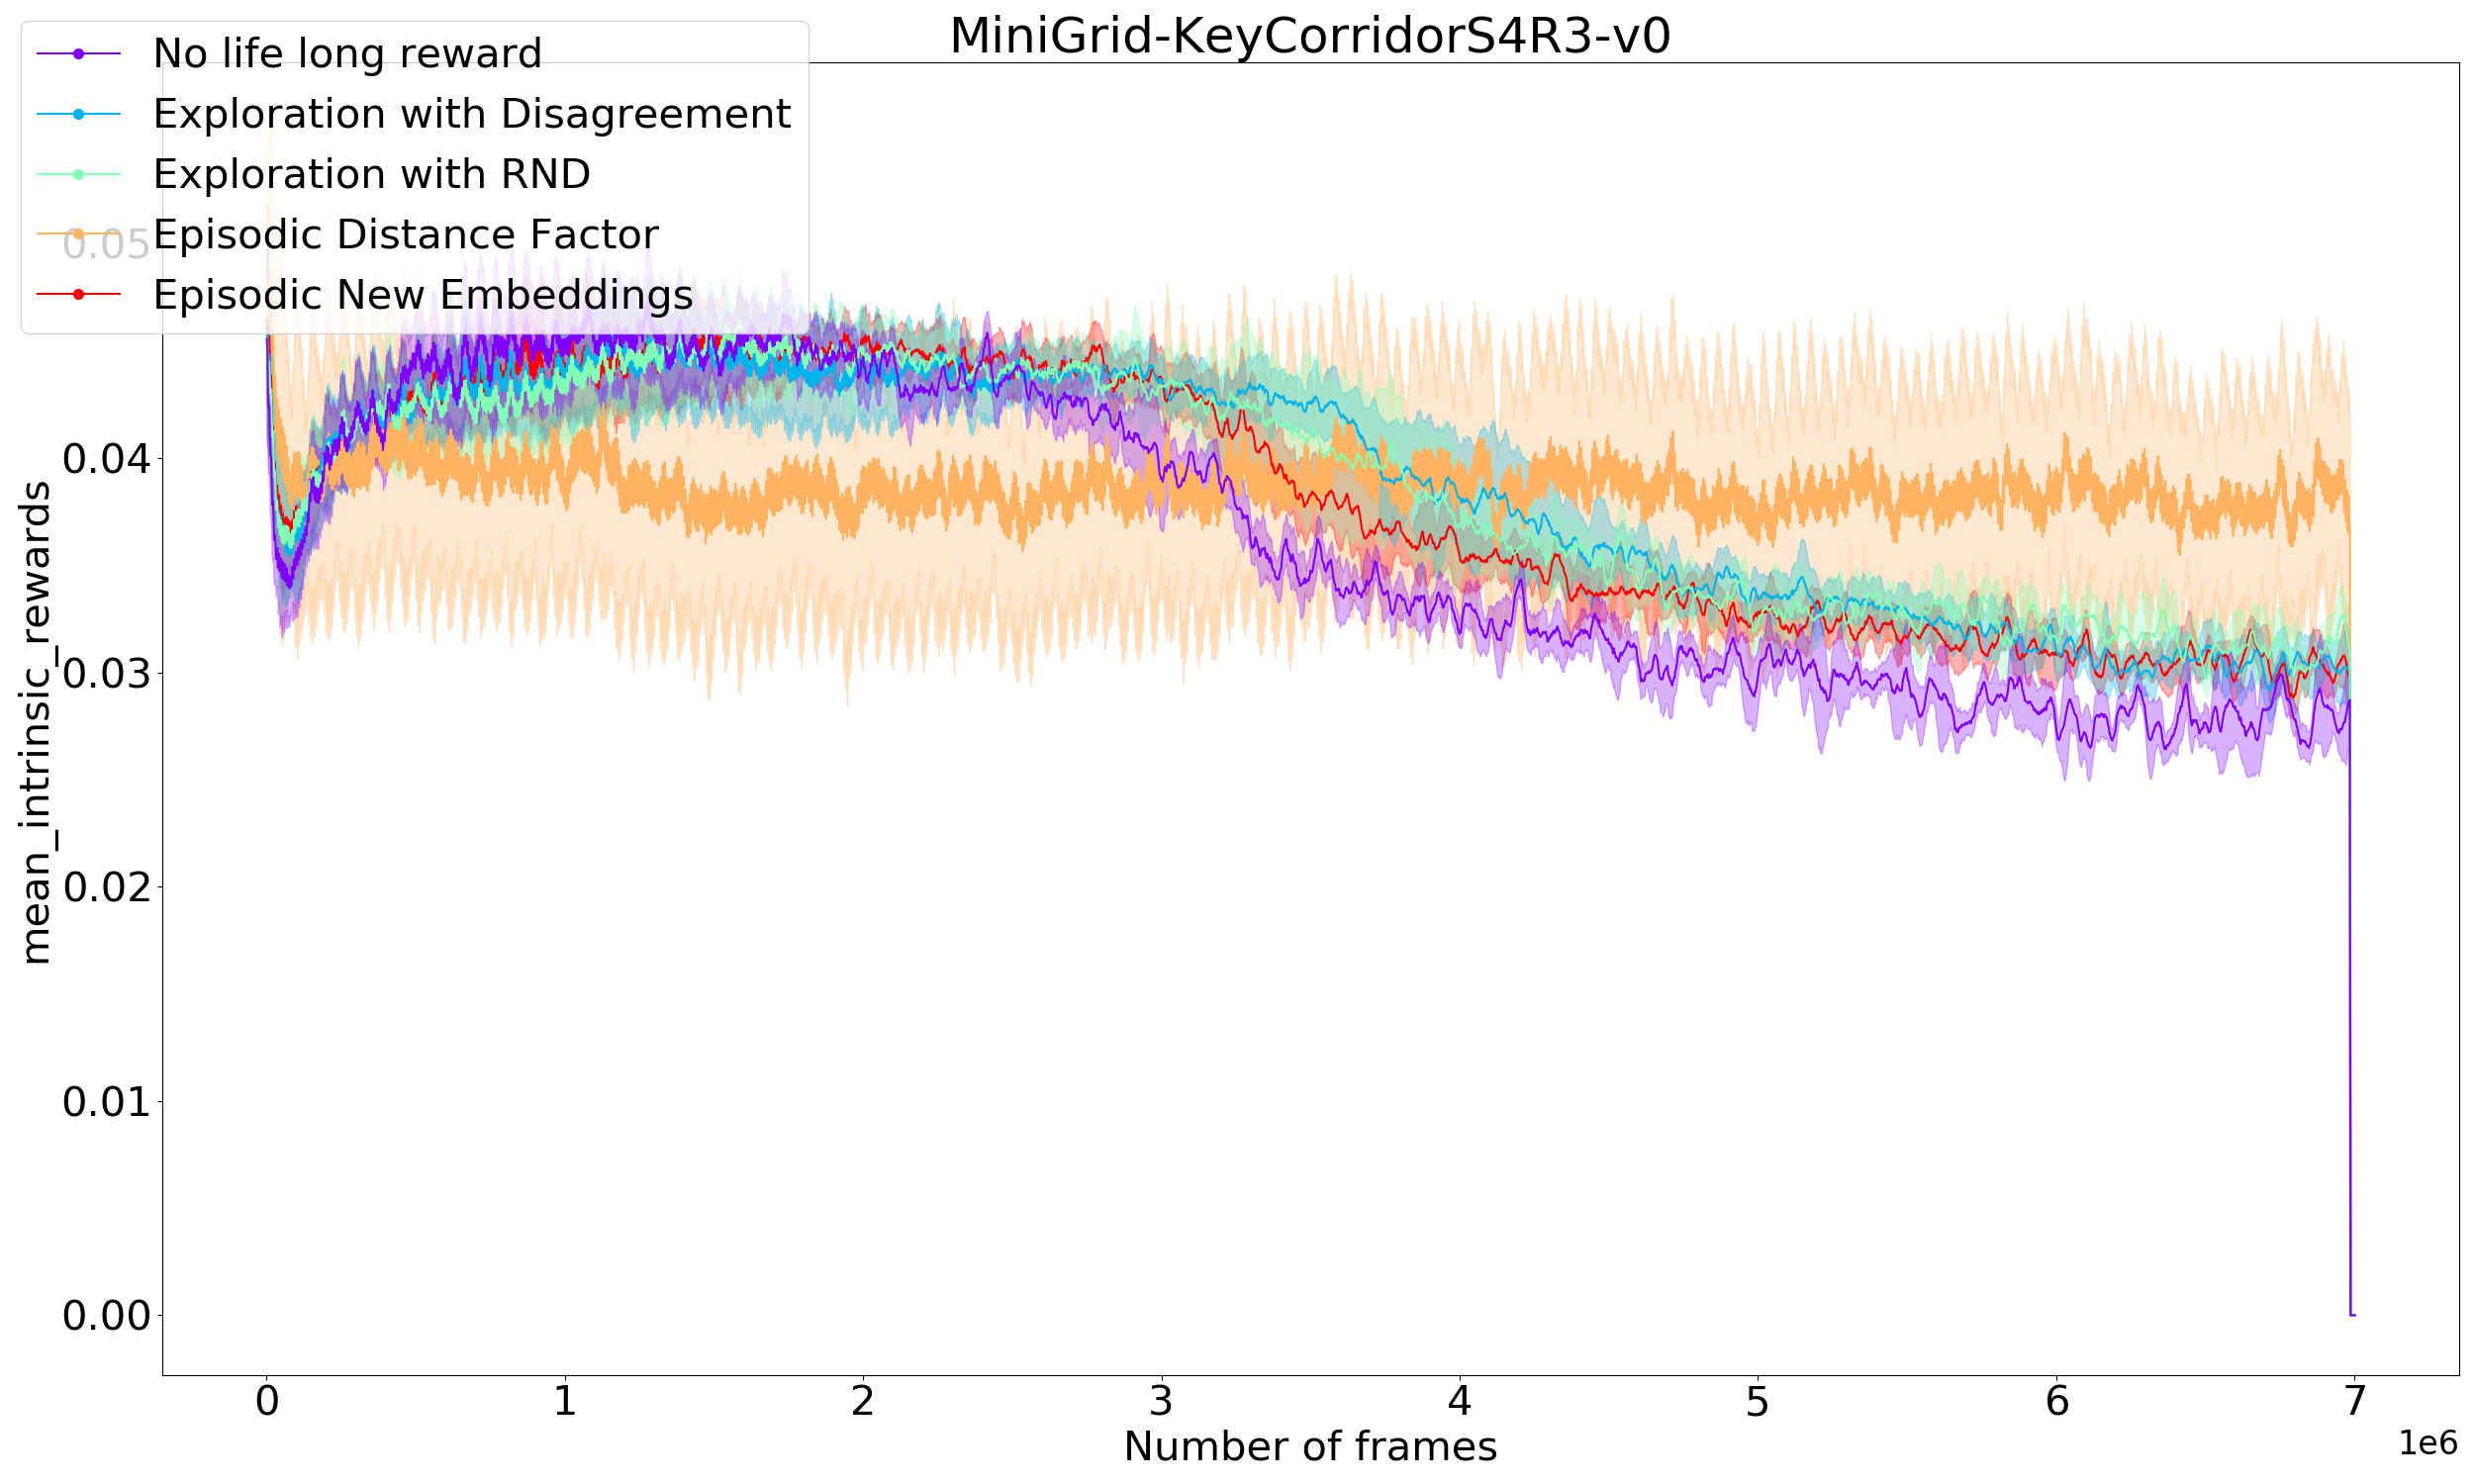 MiniGrid-KeyCorridorS4R3-v0
No life long reward
Exploration with Disagreement
Exploration with RND
Episodic Distance Factor
Episodic New Embeddings
mean_intrinsic_rewards
0.05
0.04
0.03
0.02
0.01
0.00
0 1 2 3 4 5 6 7
Number of frames
1e6